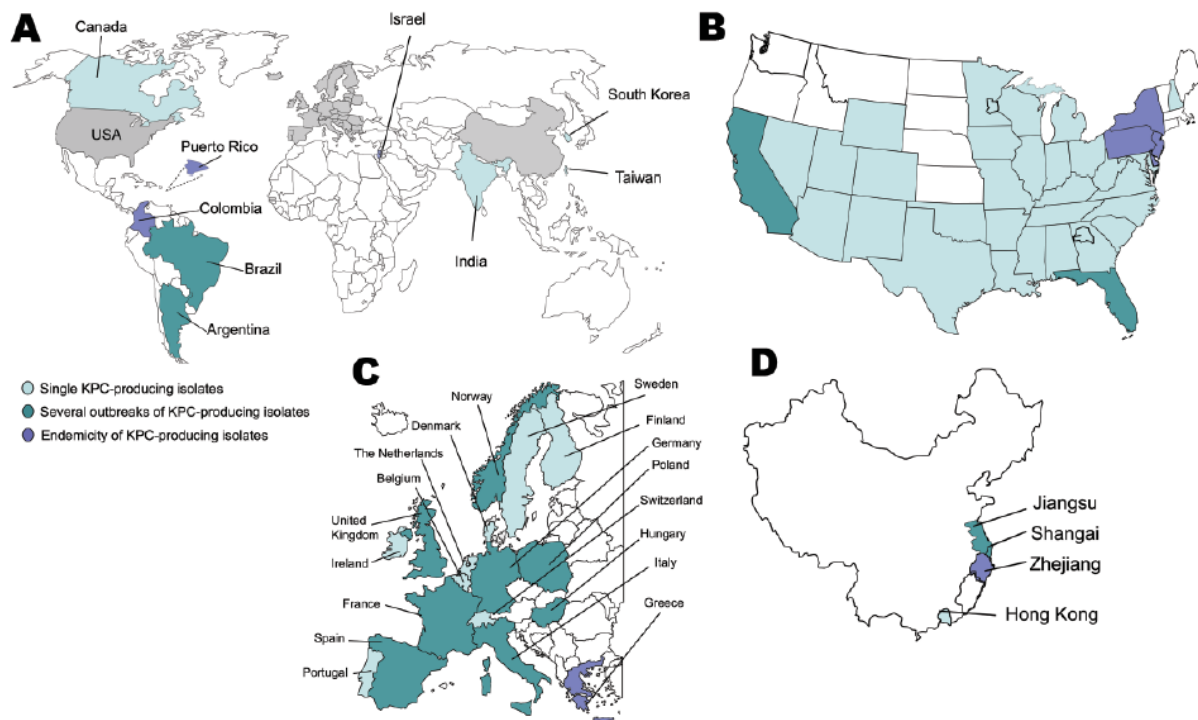 A
Canada
USA
Puerto Rico
Colombia
Brazil
Argentina
Israel
South Korea
Taiwan
India
Single KPC-producing isolates
Several outbreaks of KPC-producing isolates
Endemicity of KPC-producing isolates
B
C
Norway
Denmark
The Netherlands
Belgium
United
Kingdom
Ireland
France
Spain
Portugal
Sweden
Finland
Germany
Poland
Switzerland
Hungary
Italy
Greece
D
Jiangsu
Shangai
Zhejiang
Hong Kong